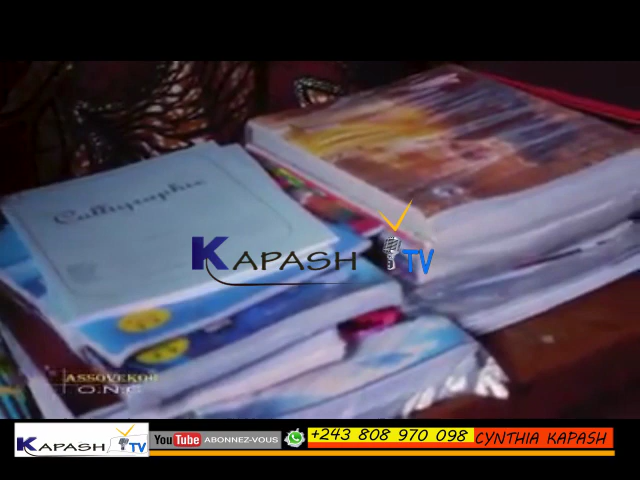 Calligraphie
KAPASH TV
ASSOVEKOR
O.N.G
KAPASH TV
YouTube ABONNEZ-VOUS
+243 808 970 098
CYNTHIA KAPASH